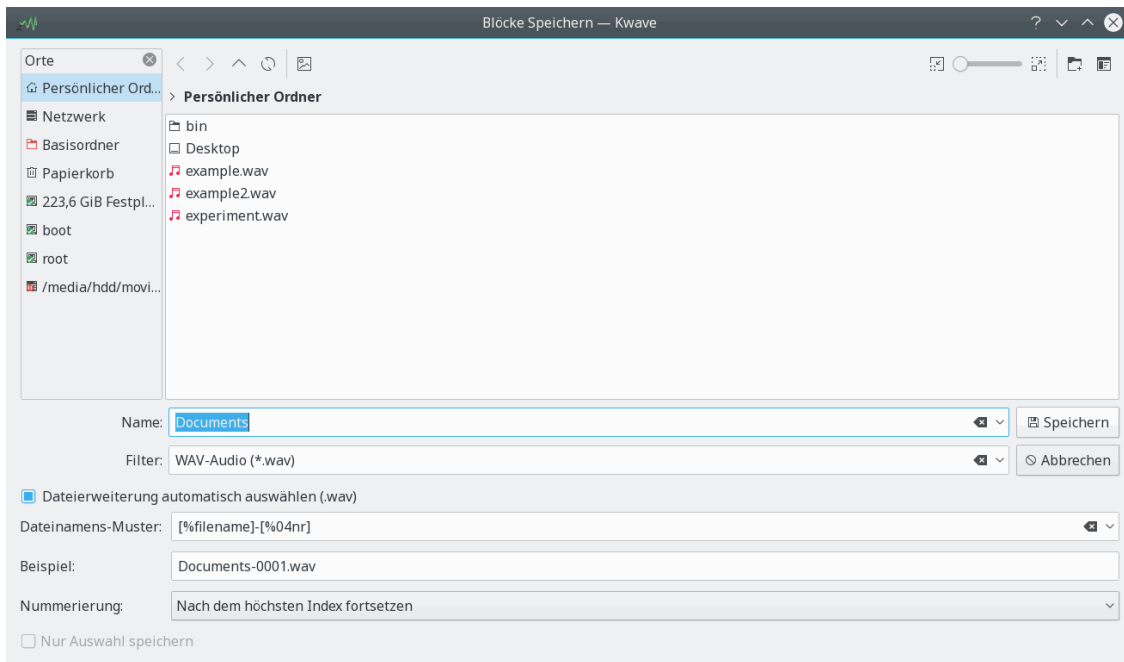 Blöcke Speichern — Kwave
Orte
Persönlicher Ord...
Netzwerk
Basisordner
Papierkorb
223,6 GiB Festpl...
boot
root
/media/hdd/movi...
Persönlicher Ordner
bin
Desktop
example.wav
example2.wav
experiment.wav
Name: Documents Speichern
Filter: WAV-Audio (*.wav) Abbrechen
Dateierweiterung automatisch auswählen (.wav)
Dateinamens-Muster: [%filename]-[%04nr]
Beispiel: Documents-0001.wav
Nummerierung: Nach dem höchsten Index fortsetzen
Nur Auswahl speichern